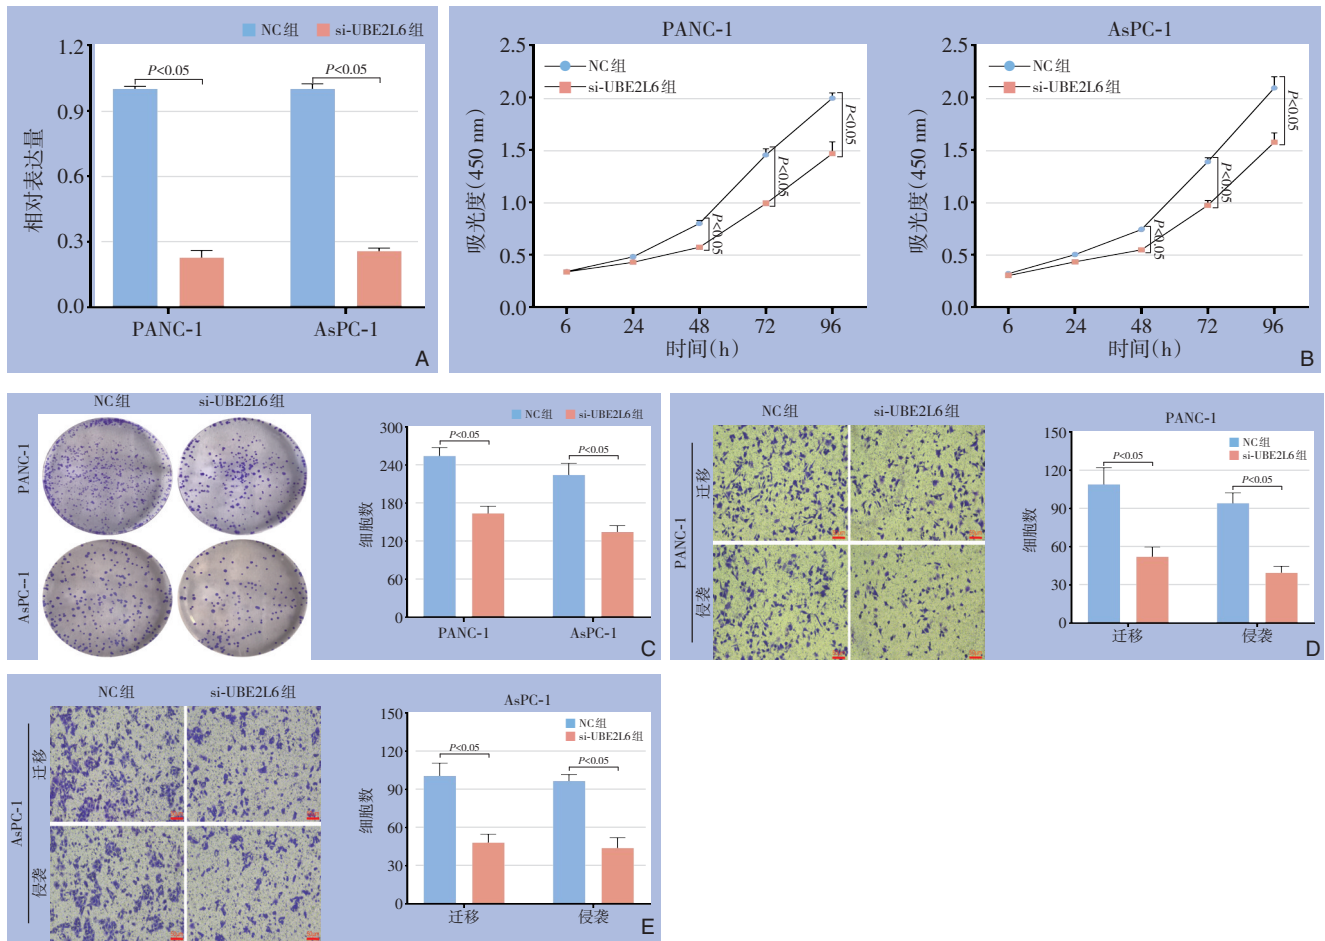 NC组 si-UBE2L6组
1.2
0.9
0.6
0.3
0.0
相对表达量
P<0.05
P<0.05
PANC-1 AsPC-1
A
PANC-1
2.5
2.0
1.5
1.0
0.5
0.0
吸光度(450 nm)
NC组
si-UBE2L6组
P<0.05
P<0.05
P<0.05
6 24 48 72 96
时间(h)
AsPC-1
2.5
2.0
1.5
1.0
0.5
0.0
吸光度(450 nm)
NC组
si-UBE2L6组
P<0.05
P<0.05
P<0.05
6 24 48 72 96
时间(h)
B
NC组 si-UBE2L6组
PANC-1
AsPC--1
NC组 si-UBE2L6组
300
240
180
120
60
0
细胞数
P<0.05
P<0.05
PANC-1 AsPC-1
C
NC组 si-UBE2L6组
PANC-1
迁移
侵袭
PANC-1
150
120
90
60
30
0
细胞数
NC组
si-UBE2L6组
P<0.05
P<0.05
迁移 侵袭
D
NC组 si-UBE2L6组
AsPC-1
迁移
侵袭
AsPC-1
150
120
90
60
30
0
细胞数
NC组
si-UBE2L6组
P<0.05
P<0.05
迁移 侵袭
E